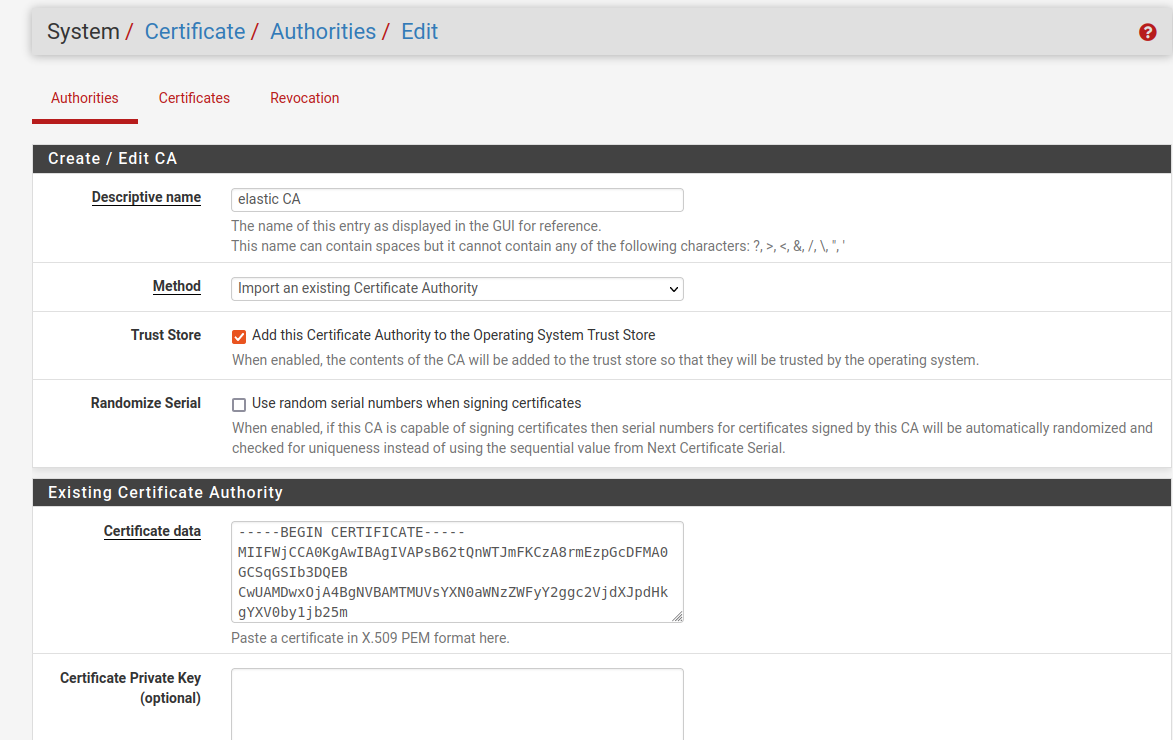 System / Certificate / Authorities / Edit
Authorities Certificates Revocation
Create / Edit CA
Descriptive name
elastic CA
The name of this entry as displayed in the GUI for reference.
This name can contain spaces but it cannot contain any of the following characters: ?, >, <, &, /, \, ", '
Method
Import an existing Certificate Authority
Trust Store
Add this Certificate Authority to the Operating System Trust Store
When enabled, the contents of the CA will be added to the trust store so that they will be trusted by the operating system.
Randomize Serial
Use random serial numbers when signing certificates
When enabled, if this CA is capable of signing certificates then serial numbers for certificates signed by this CA will be automatically randomized and
checked for uniqueness instead of using the sequential value from Next Certificate Serial.
Existing Certificate Authority
Certificate data
-----BEGIN CERTIFICATE-----
MIIFWjCCA0KgAwIBAgIVAPsB62tQnWTJmFKCzA8rmEzpGcDFMA0
GCSqGSIb3DQEB
CwUAMDwxOjA4BgNVBAMTMUVsYXN0aWNzZWFyY2ggc2VjdXJpdHk
gYXV0by1jb25m
Paste a certificate in X.509 PEM format here.
Certificate Private Key
(optional)